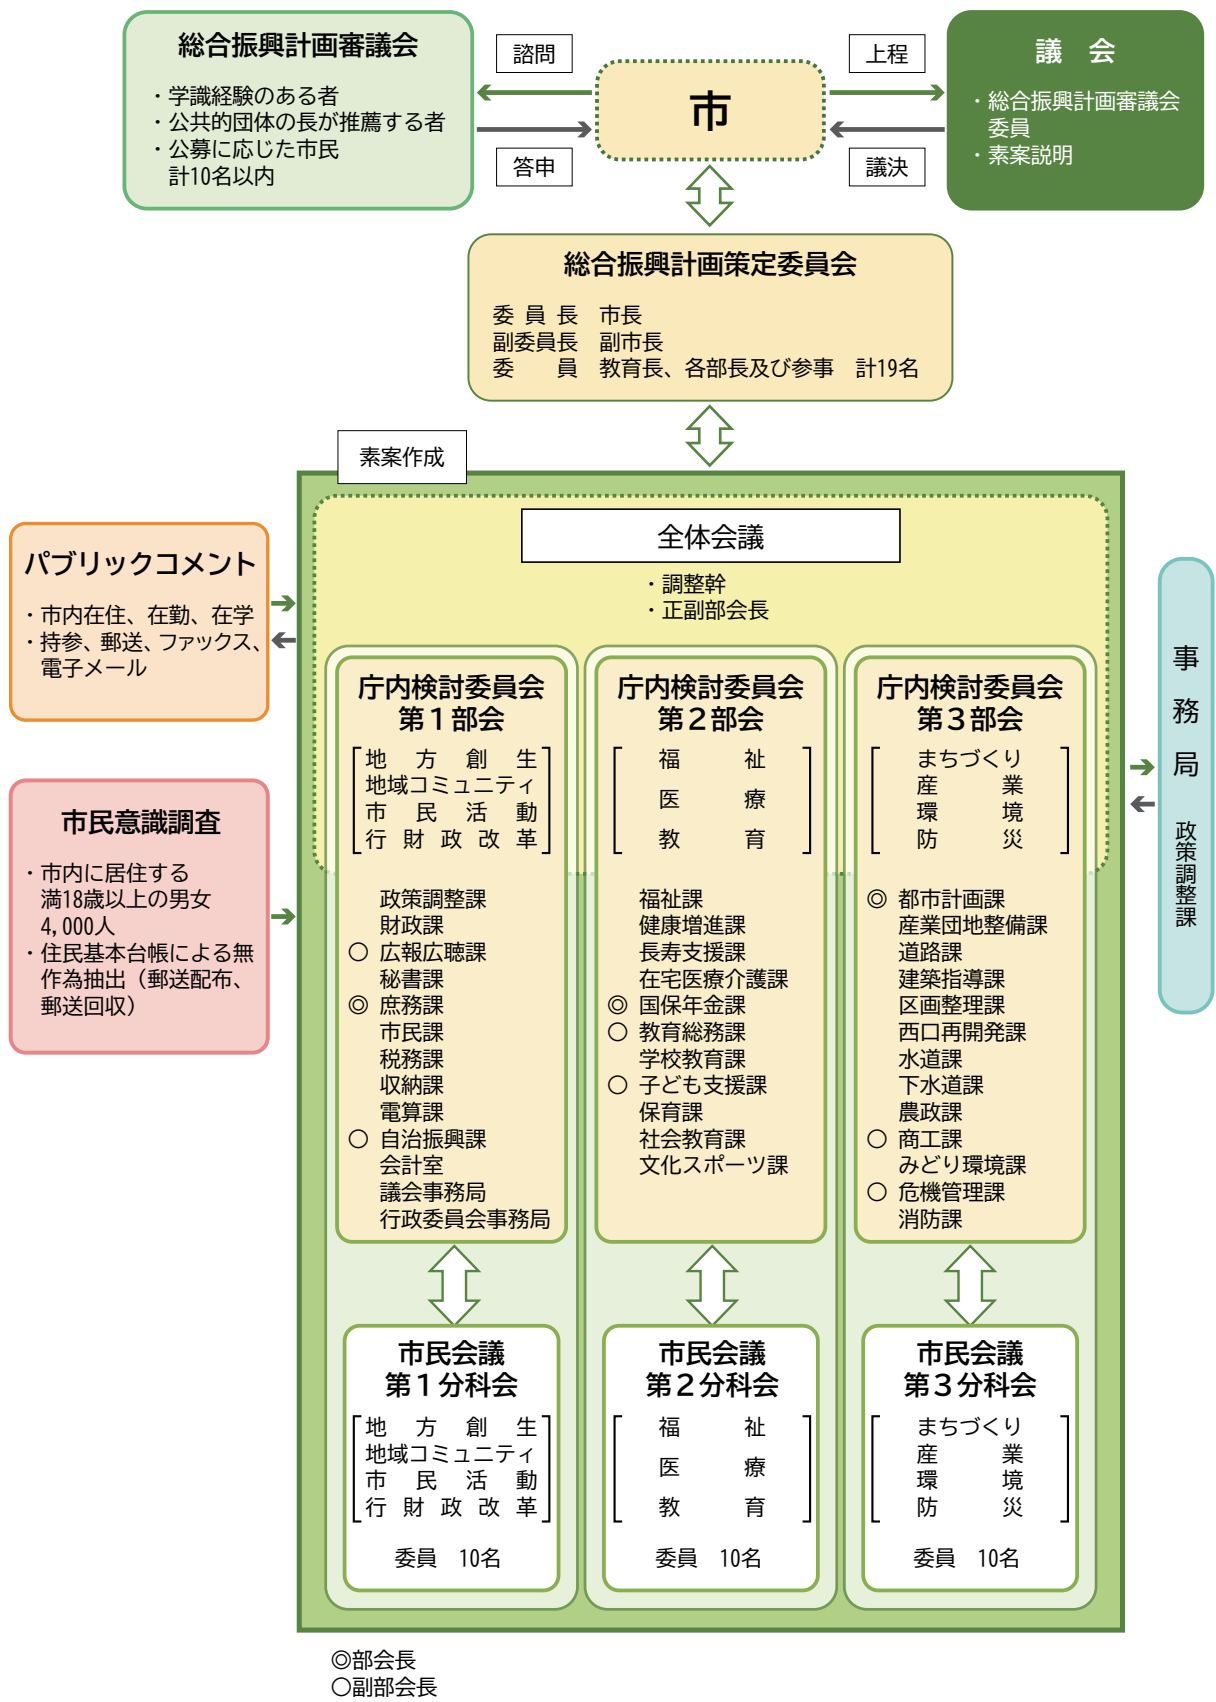 総合振興計画審議会
・学識経験のある者
・公共的団体の長が推薦する者
・公募に応じた市民
計10名以内
諮問
答申
市
上程
議決
議　会
・総合振興計画審議会
委員
・素案説明
総合振興計画策定委員会
委 員 長　市長
副委員長　副市長
委　　員　教育長、各部長及び参事　計19名
素案作成
全体会議
・調整幹
・正副部会長
パブリックコメント
・市内在住、在勤、在学
・持参、郵送、ファックス、
電子メール
市民意識調査
・市内に居住する
満18歳以上の男女
4,000人
・住民基本台帳による無
作為抽出（郵送配布、
郵送回収）
庁内検討委員会
第１部会
地方創生
地域コミュニティ
市民活動
行財政改革
政策調整課
財政課
○ 広報広聴課
秘書課
◎ 庶務課
市民課
税務課
収納課
電算課
○ 自治振興課
会計室
議会事務局
行政委員会事務局
庁内検討委員会
第２部会
福祉
医療
教育
福祉課
健康増進課
長寿支援課
在宅医療介護課
◎ 国保年金課
○ 教育総務課
学校教育課
○ 子ども支援課
保育課
社会教育課
文化スポーツ課
庁内検討委員会
第３部会
まちづくり
産業
環境
防災
◎ 都市計画課
産業団地整備課
道路課
建築指導課
区画整理課
西口再開発課
水道課
下水道課
農政課
○ 商工課
みどり環境課
○ 危機管理課
消防課
事務局　政策調整課
市民会議
第１分科会
地方創生
地域コミュニティ
市民活動
行財政改革
委員　10名
市民会議
第２分科会
福祉
医療
教育
委員　10名
市民会議
第３分科会
まちづくり
産業
環境
防災
委員　10名
◎部会長
○副部会長